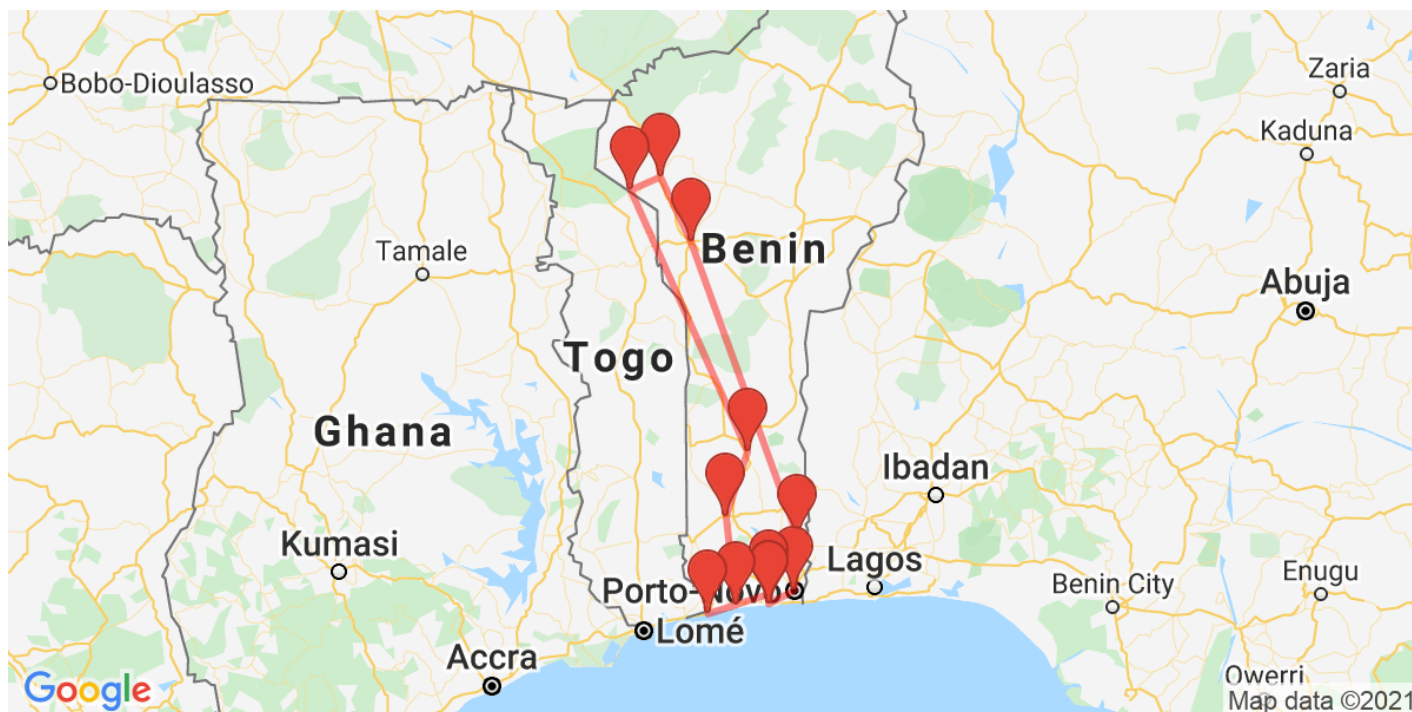 Bobo-Dioulasso
Zaria
Kaduna
Tamale
Benin
Abuja
Togo
Ghana
Ibadan
Kumasi
Lagos
Porto-Novo
Benin City
Enugu
Lomé
Accra
Owerri
Google
Map data ©2021